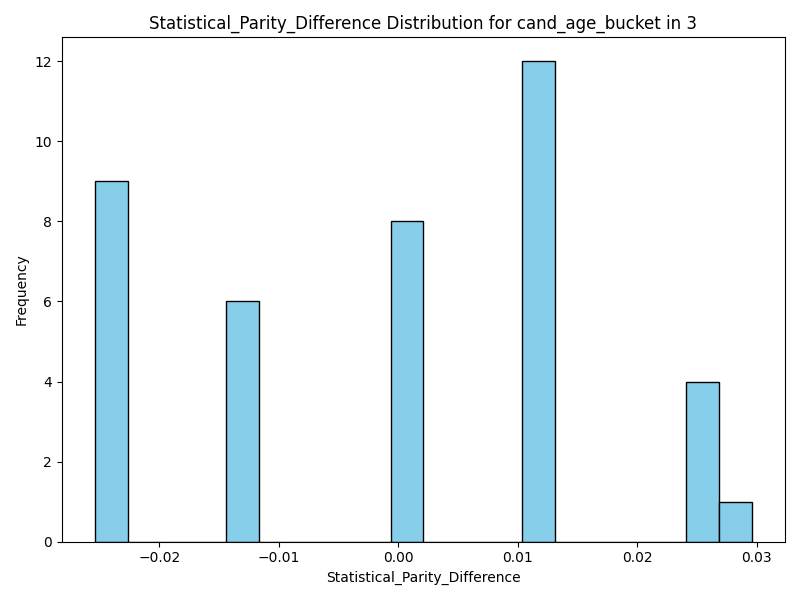 Statistical_Parity_Difference Distribution for cand_age_bucket in 3
12
10
8
6
4
2
0
Frequency
−0.02 −0.01 0.00 0.01 0.02 0.03
Statistical_Parity_Difference